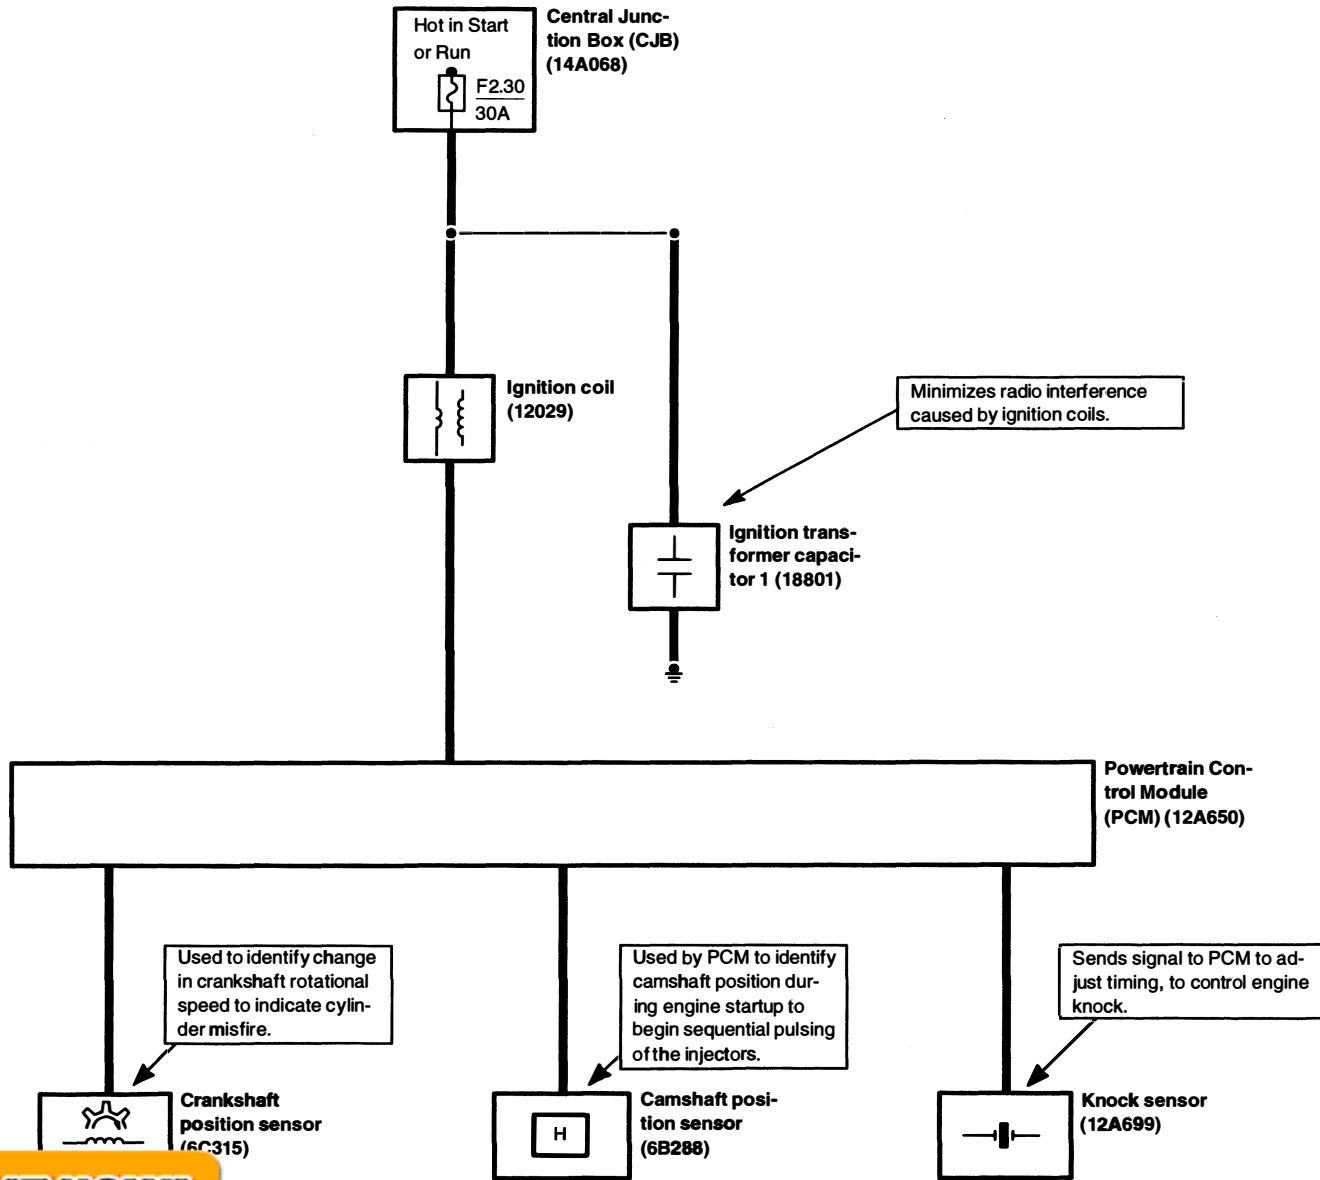 Hot in Start
or Run
F2.30
30A
Central Junc-
tion Box (CJB)
(14A068)
Ignition coil
(12029)
Minimizes radio interference
caused by ignition coils.
Ignition trans-
former capaci-
tor 1 (18801)
Powertrain Con-
trol Module
(PCM) (12A650)
Used to identify change
in crankshaft rotational
speed to indicate cylin-
der misfire.
Used by PCM to identify
camshaft position dur-
ing engine startup to
begin sequential pulsing
of the injectors.
Sends signal to PCM to ad-
just timing, to control engine
knock.
Crankshaft
position sensor
(6C315)
H
Camshaft posi-
tion sensor
(6B288)
Knock sensor
(12A699)